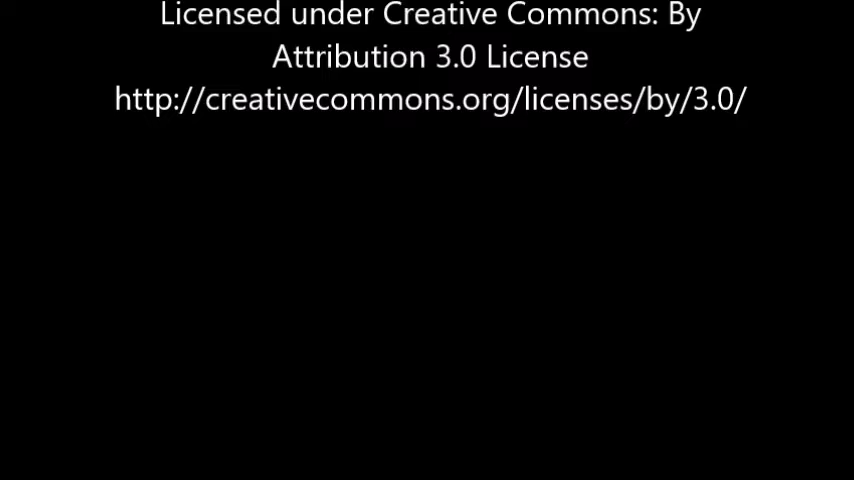 Licensed under Creative Commons: By
Attribution 3.0 License
http://creativecommons.org/licenses/by/3.0/